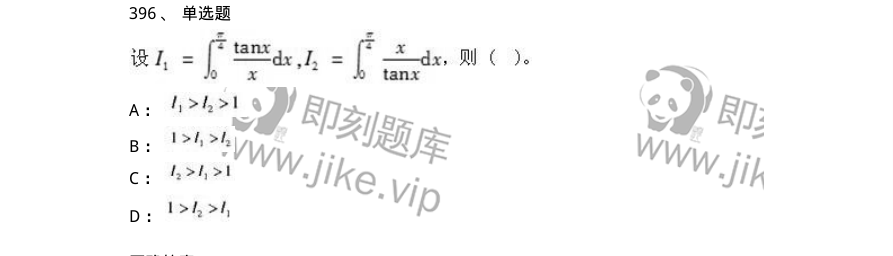 396、 单选题
设 I₁ = ∫₀^{π/4} tanx/x dx , I₂ = ∫₀^{π/4} x/tanx dx，则（ ）。
A： I₁ > I₂ > 1
B： 1 > I₁ > I₂
C： I₂ > I₁ > 1
D： 1 > I₂ > I₁
即刻题库
www.jike.vip
即刻
www.ji